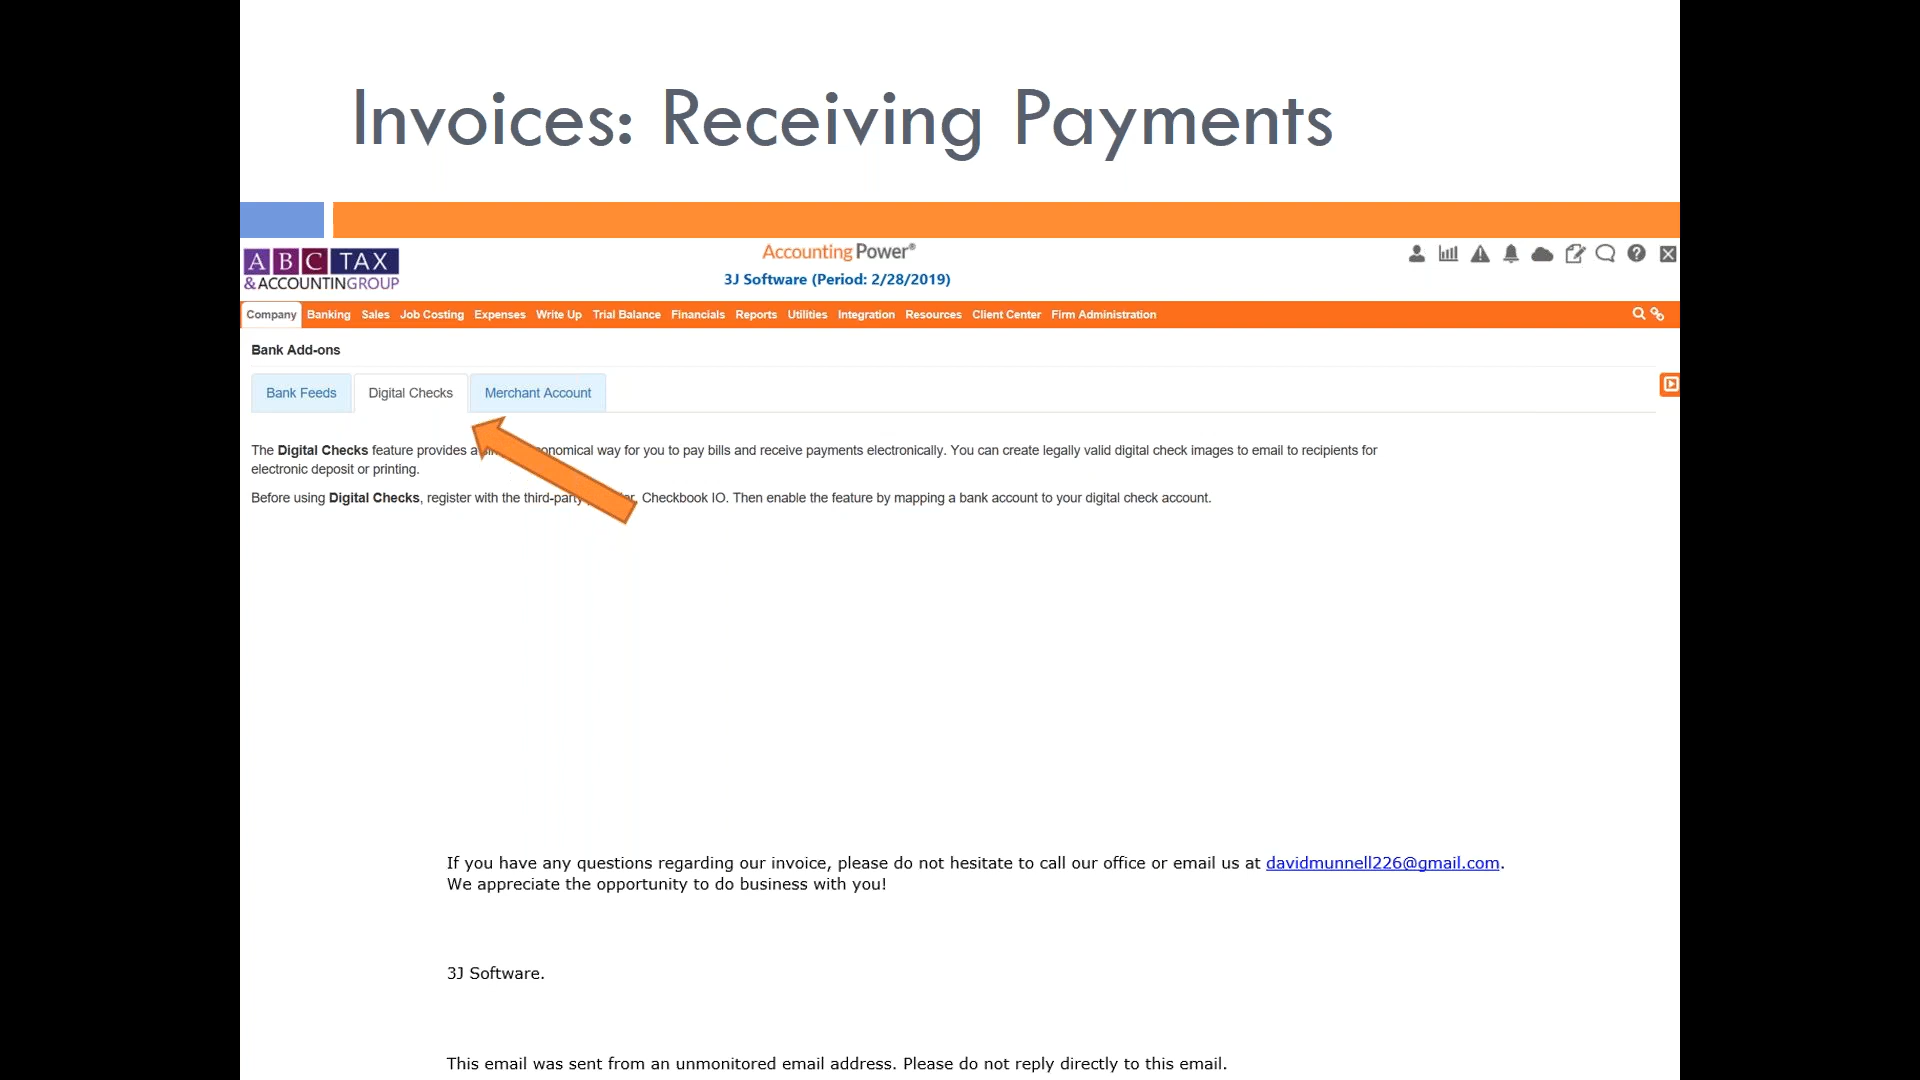 Invoices: Receiving Payments
ABC TAX
& ACCOUNTINGGROUP
Accounting Power®
3J Software (Period: 2/28/2019)
Company Banking Sales Job Costing Expenses Write Up Trial Balance Financials Reports Utilities Integration Resources Client Center Firm Administration
Bank Add-ons
Bank Feeds Digital Checks Merchant Account
The Digital Checks feature provides a onomical way for you to pay bills and receive payments electronically. You can create legally valid digital check images to email to recipients for
electronic deposit or printing.
Before using Digital Checks, register with the third-party Checkbook IO. Then enable the feature by mapping a bank account to your digital check account.
If you have any questions regarding our invoice, please do not hesitate to call our office or email us at davidmunnell226@gmail.com.
We appreciate the opportunity to do business with you!
3J Software.
This email was sent from an unmonitored email address. Please do not reply directly to this email.